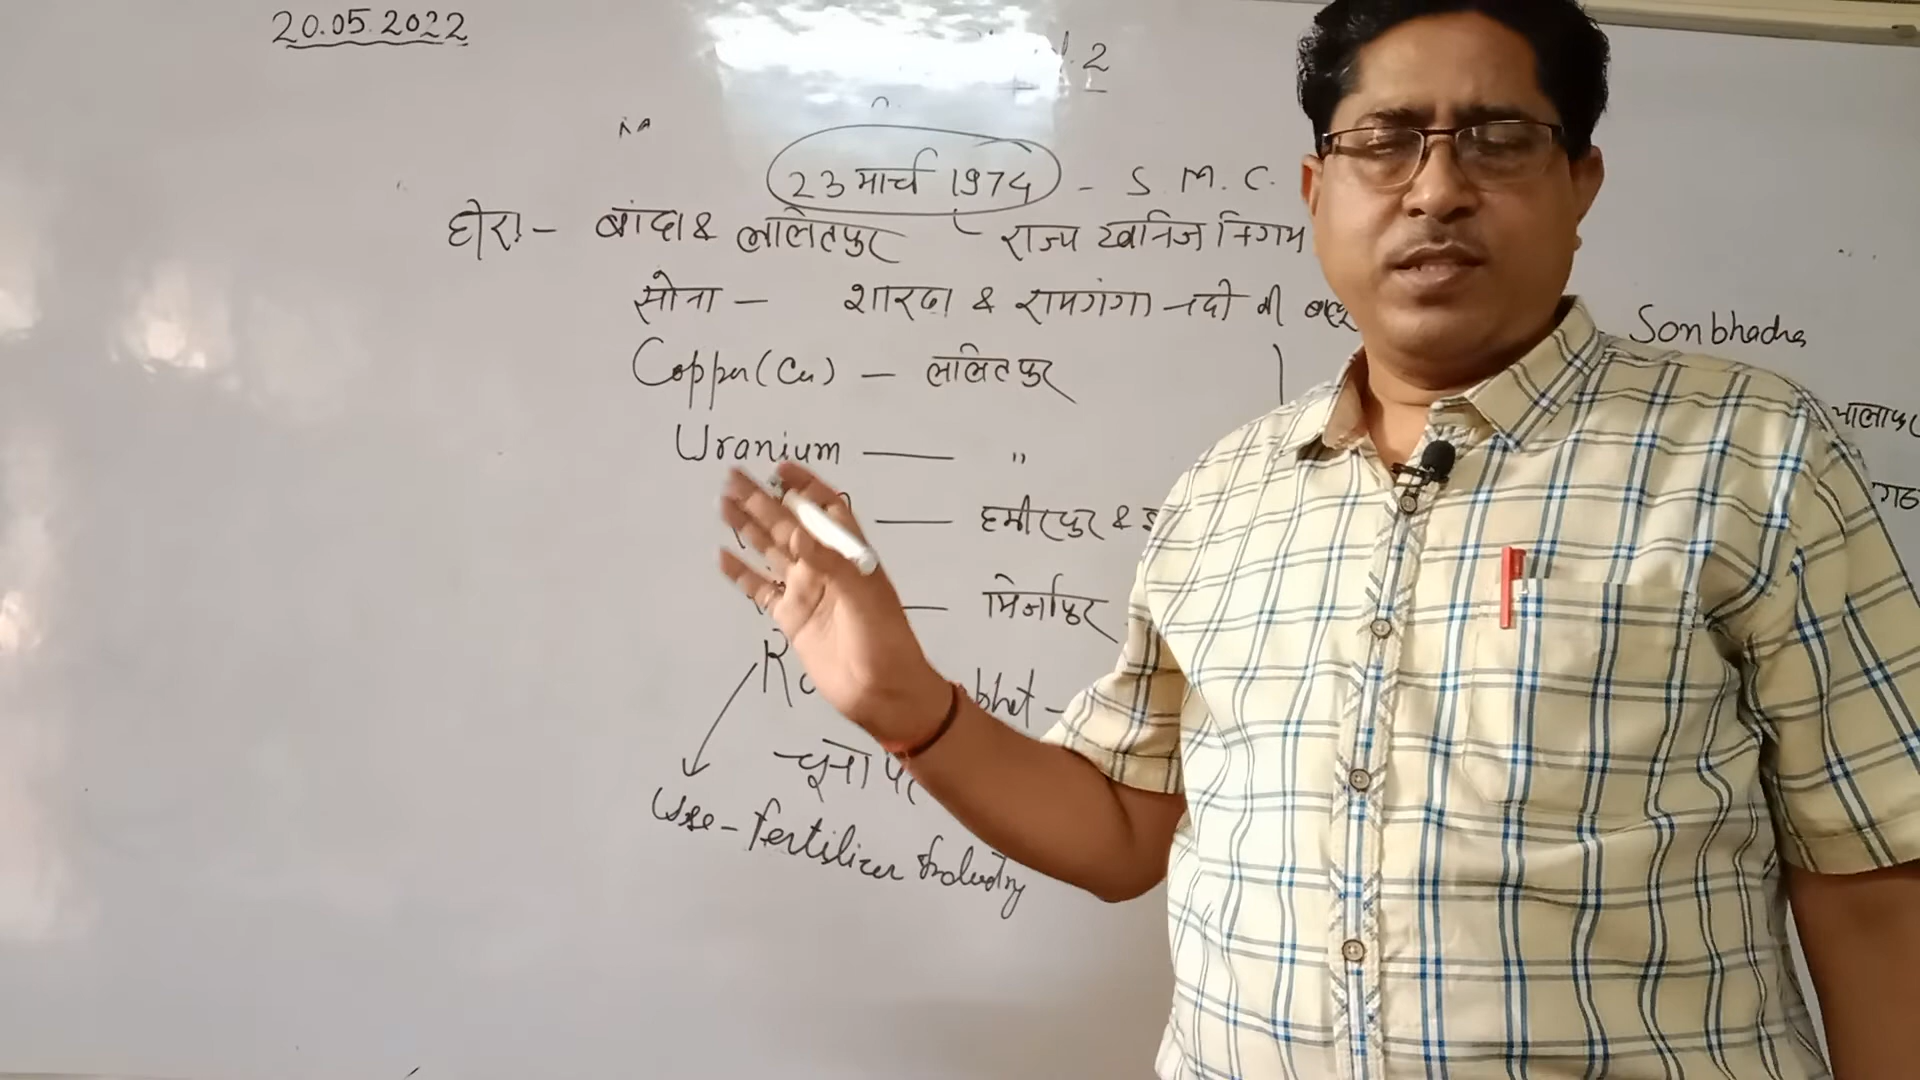 20.05.2022
2
23 मार्च 1974 - S. M. C.
हीरा - बांदा & ललितपुर राज्य खनिज निगम
सोना - शारदा & रामगंगा नदी की बालू
Copper (Cu) - ललितपुर
Sonbhadra
Uranium - "
हमीरपुर &
मिर्जापुर
चूना
Use - Fertilizer Industry